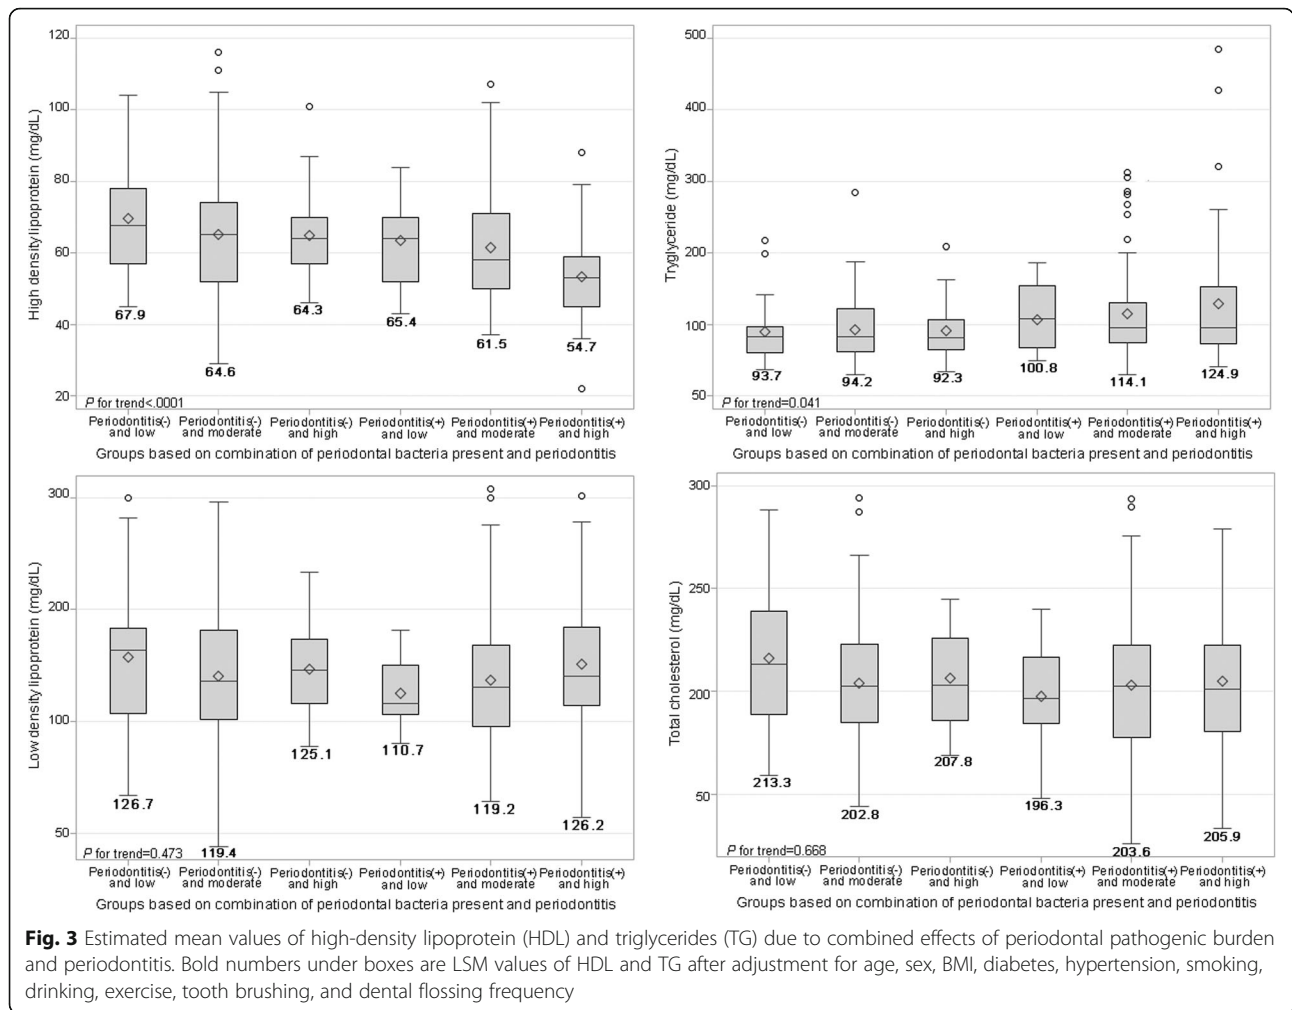 120
100
80
60
40
20
High density lipoprotein (mg/dL)
67.9
64.6
64.3
65.4
61.5
54.7
P for trend<.0001
Periodontitis(-) and low
Periodontitis(-) and moderate
Periodontitis(-) and high
Periodontitis(+) and low
Periodontitis(+) and moderate
Periodontitis(+) and high
Groups based on combination of periodontal bacteria present and periodontitis
500
400
300
200
100
50
Tryglyceride (mg/dL)
93.7
94.2
92.3
100.8
114.1
124.9
P for trend=0.041
Periodontitis(-) and low
Periodontitis(-) and moderate
Periodontitis(-) and high
Periodontitis(+) and low
Periodontitis(+) and moderate
Periodontitis(+) and high
Groups based on combination of periodontal bacteria present and periodontitis
300
200
100
50
Low density lipoprotein (mg/dL)
126.7
119.4
125.1
110.7
119.2
126.2
P for trend=0.473
Periodontitis(-) and low
Periodontitis(-) and moderate
Periodontitis(-) and high
Periodontitis(+) and low
Periodontitis(+) and moderate
Periodontitis(+) and high
Groups based on combination of periodontal bacteria present and periodontitis
300
250
200
50
Total cholesterol (mg/dL)
213.3
202.8
207.8
196.3
203.6
205.9
P for trend=0.668
Periodontitis(-) and low
Periodontitis(-) and moderate
Periodontitis(-) and high
Periodontitis(+) and low
Periodontitis(+) and moderate
Periodontitis(+) and high
Groups based on combination of periodontal bacteria present and periodontitis
Fig. 3 Estimated mean values of high-density lipoprotein (HDL) and triglycerides (TG) due to combined effects of periodontal pathogenic burden
and periodontitis. Bold numbers under boxes are LSM values of HDL and TG after adjustment for age, sex, BMI, diabetes, hypertension, smoking,
drinking, exercise, tooth brushing, and dental flossing frequency